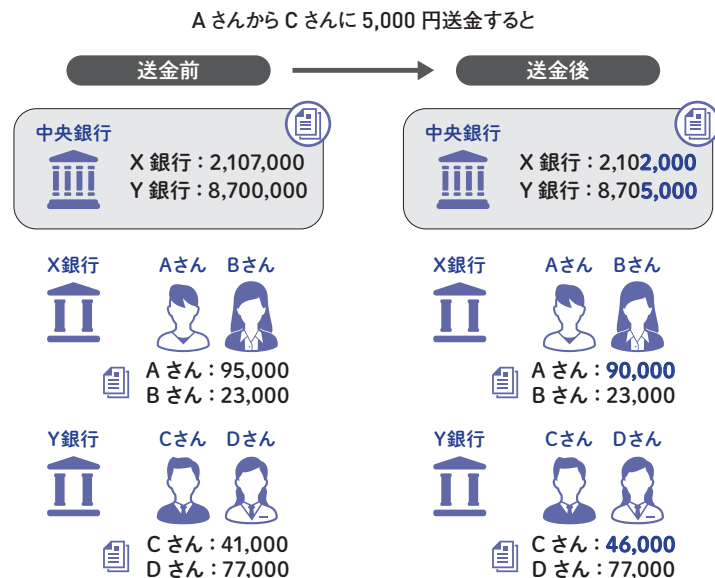 A さんから C さんに 5,000 円送金すると
送金前
送金後
中央銀行
X 銀行：2,107,000
Y 銀行：8,700,000
中央銀行
X 銀行：2,102,000
Y 銀行：8,705,000
X銀行 Aさん Bさん
A さん：95,000
B さん：23,000
X銀行 Aさん Bさん
A さん：90,000
B さん：23,000
Y銀行 Cさん Dさん
C さん：41,000
D さん：77,000
Y銀行 Cさん Dさん
C さん：46,000
D さん：77,000